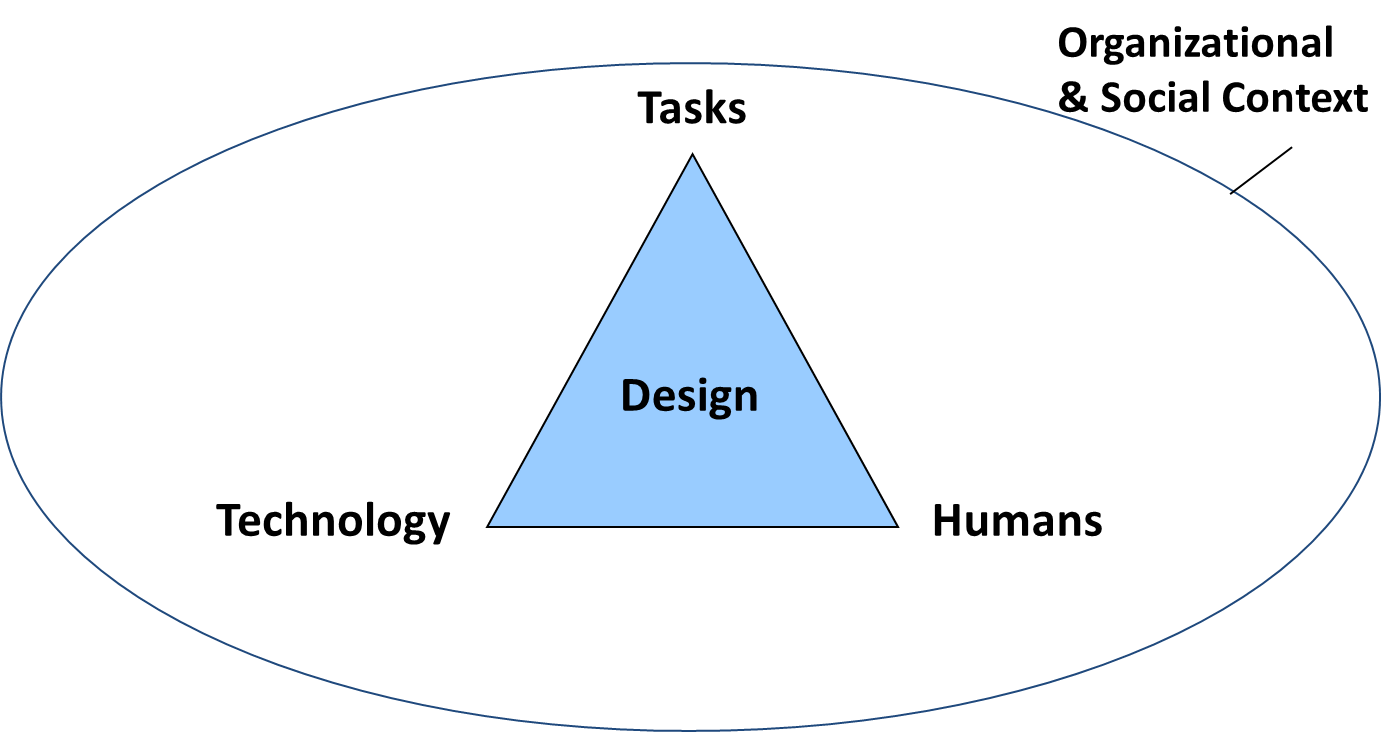 Organizational
& Social Context
Tasks
Design
Technology
Humans